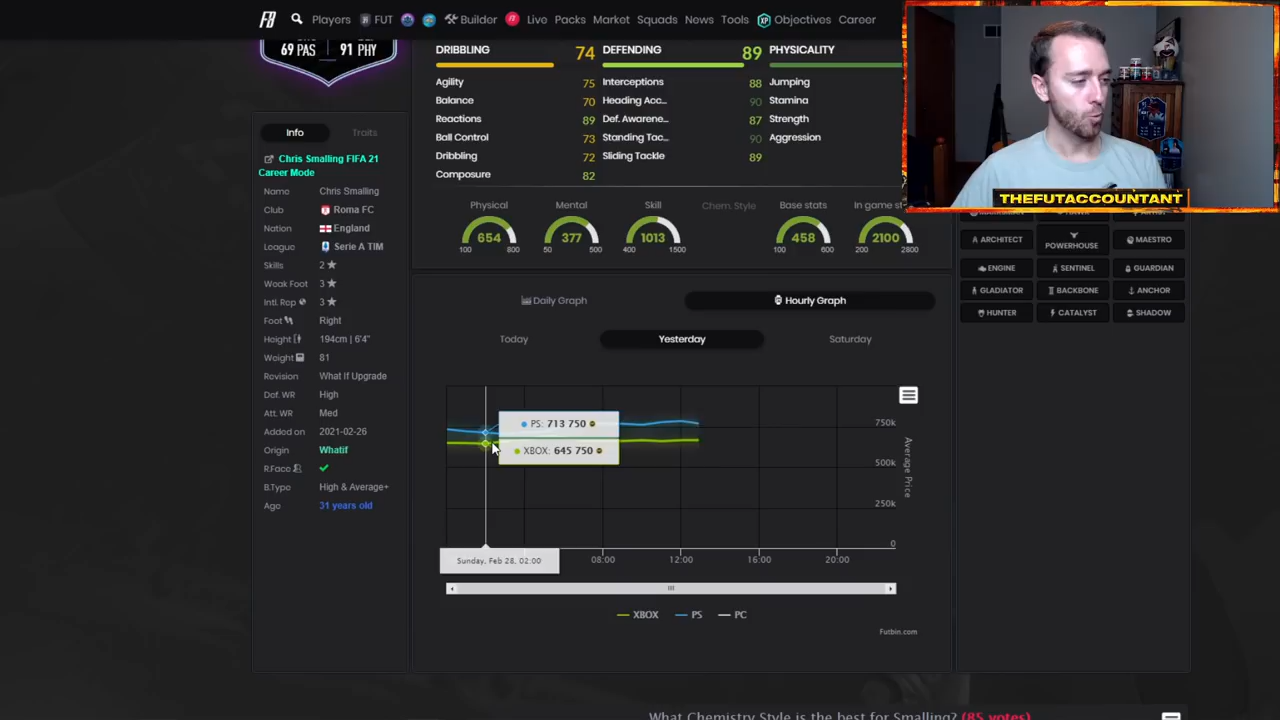 F8 Players FUT Builder Live Packs Market Squads News Tools XP Objectives Career
69 PAS 91 PHY
DRIBBLING 74 DEFENDING 89 PHYSICALITY
Agility 75 Interceptions 88 Jumping
Balance 70 Heading Acc... 90 Stamina
Reactions 89 Def. Awarene... 87 Strength
Ball Control 73 Standing Tac... 90 Aggression
Dribbling 72 Sliding Tackle 89
Composure 82
THEFUTACCOUNTANT
Info Traits
Chris Smalling FIFA 21
Career Mode
Name Chris Smalling
Club Roma FC
Nation England
League Serie A TIM
Skills 2 ★
Weak Foot 3 ★
Intl. Rep 3 ★
Foot Right
Height 194cm | 6'4"
Weight 81
Revision What If Upgrade
Def. WR High
Att. WR Med
Added on 2021-02-26
Origin Whatif
R.Face
B.Type High & Average+
Age 31 years old
Physical Mental Skill Chem. Style Base stats In game st
654 377 1013 458 2100
100 800 50 500 400 1500 100 600 200 2800
ARCHITECT POWERHOUSE MAESTRO
ENGINE SENTINEL GUARDIAN
GLADIATOR BACKBONE ANCHOR
HUNTER CATALYST SHADOW
Daily Graph Hourly Graph
Today Yesterday Saturday
PS: 713 750
XBOX: 645 750
750k
500k
250k
0
Average Price
Sunday, Feb 28, 02:00
08:00 12:00 16:00 20:00
XBOX PS PC
Futbin.com
What Chemistry Style is the best for Smalling? (85 votes)